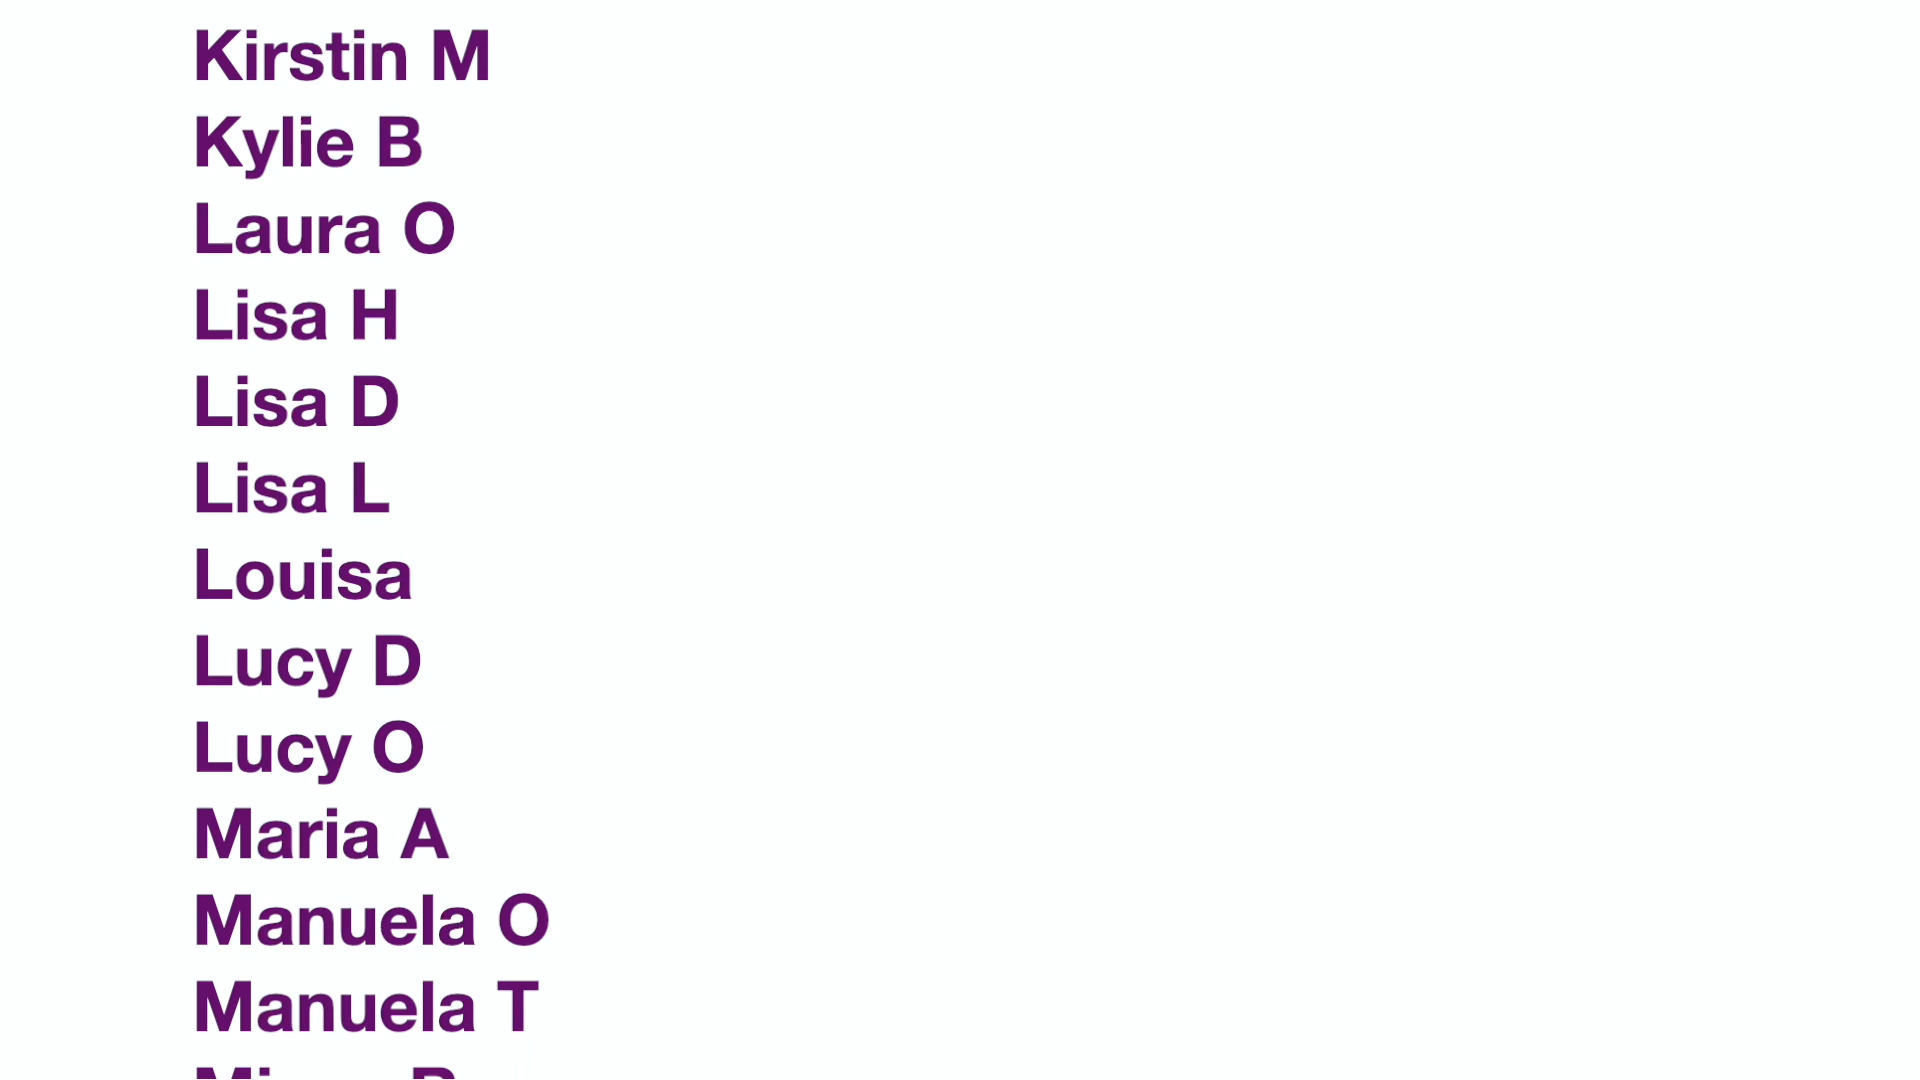 Kirstin M
Kylie B
Laura O
Lisa H
Lisa D
Lisa L
Louisa
Lucy D
Lucy O
Maria A
Manuela O
Manuela T